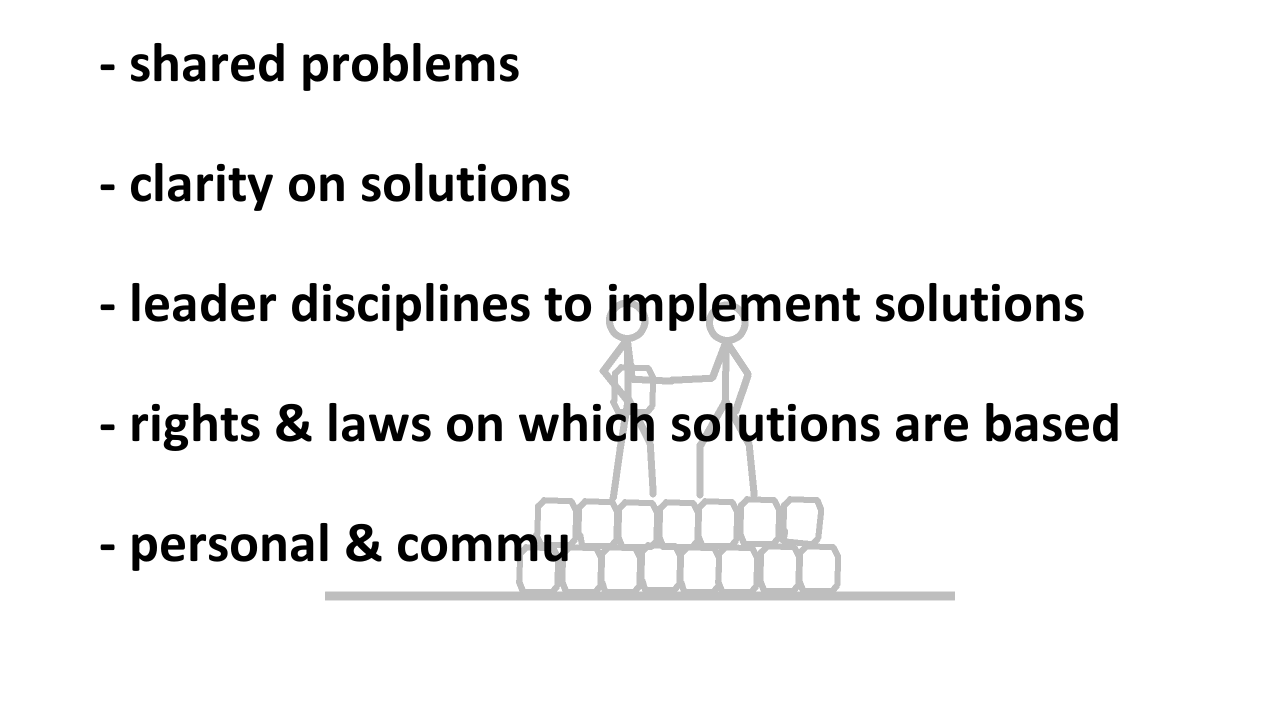 - shared problems
- clarity on solutions
- leader disciplines to implement solutions
- rights & laws on which solutions are based
- personal & commu